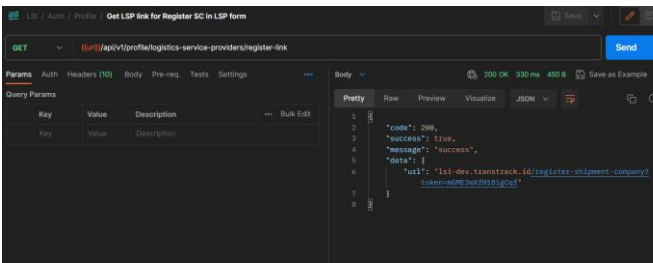 LSI / Auth / Profile / Get LSP link for Register SC in LSP form
Save
GET {{url}}/api/v1/profile/logistics-service-providers/register-link
Send
Params Auth Headers (10) Body Pre-req. Tests Settings
Query Params
Key Value Description Bulk Edit
Key Value Description
Body 200 OK 330 ms 450 B Save as Example
Pretty Raw Preview Visualize JSON
1 {
2 "code": 200,
3 "success": true,
4 "message": "success",
5 "data": {
6 "url": "lsi-dev.transtrack.id/register-shipment-company?
7 }
8 }